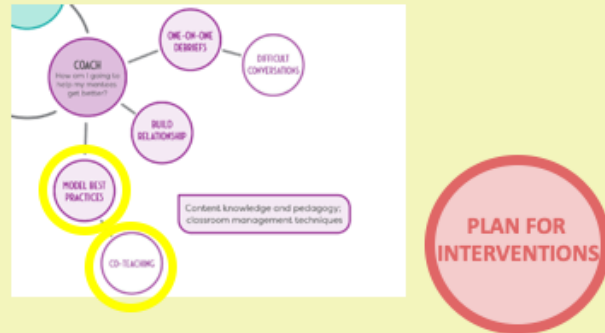 ONE-ON-ONE
DEBRIEFS
DIFFICULT
CONVERSATIONS
COACH
How am I going to
help my mentees
get better?
BUILD
RELATIONSHIP
MODEL BEST
PRACTICES
Content knowledge and pedagogy;
classroom management techniques
CO-TEACHING
PLAN FOR
INTERVENTIONS